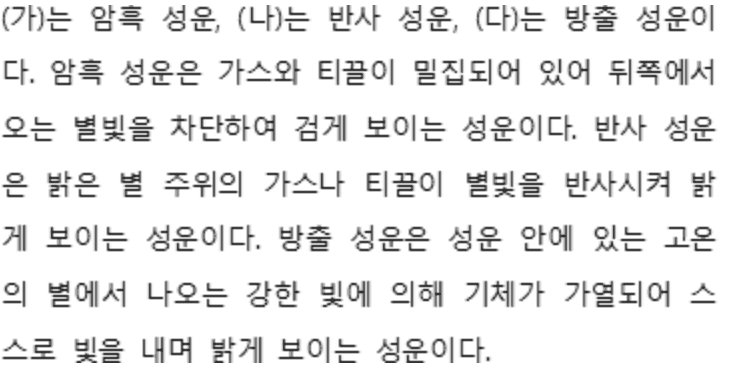 (가)는 암흑 성운, (나)는 반사 성운, (다)는 방출 성운이
다. 암흑 성운은 가스와 티끌이 밀집되어 있어 뒤쪽에서
오는 별빛을 차단하여 검게 보이는 성운이다. 반사 성운
은 밝은 별 주위의 가스나 티끌이 별빛을 반사시켜 밝
게 보이는 성운이다. 방출 성운은 성운 안에 있는 고온
의 별에서 나오는 강한 빛에 의해 기체가 가열되어 스
스로 빛을 내며 밝게 보이는 성운이다.